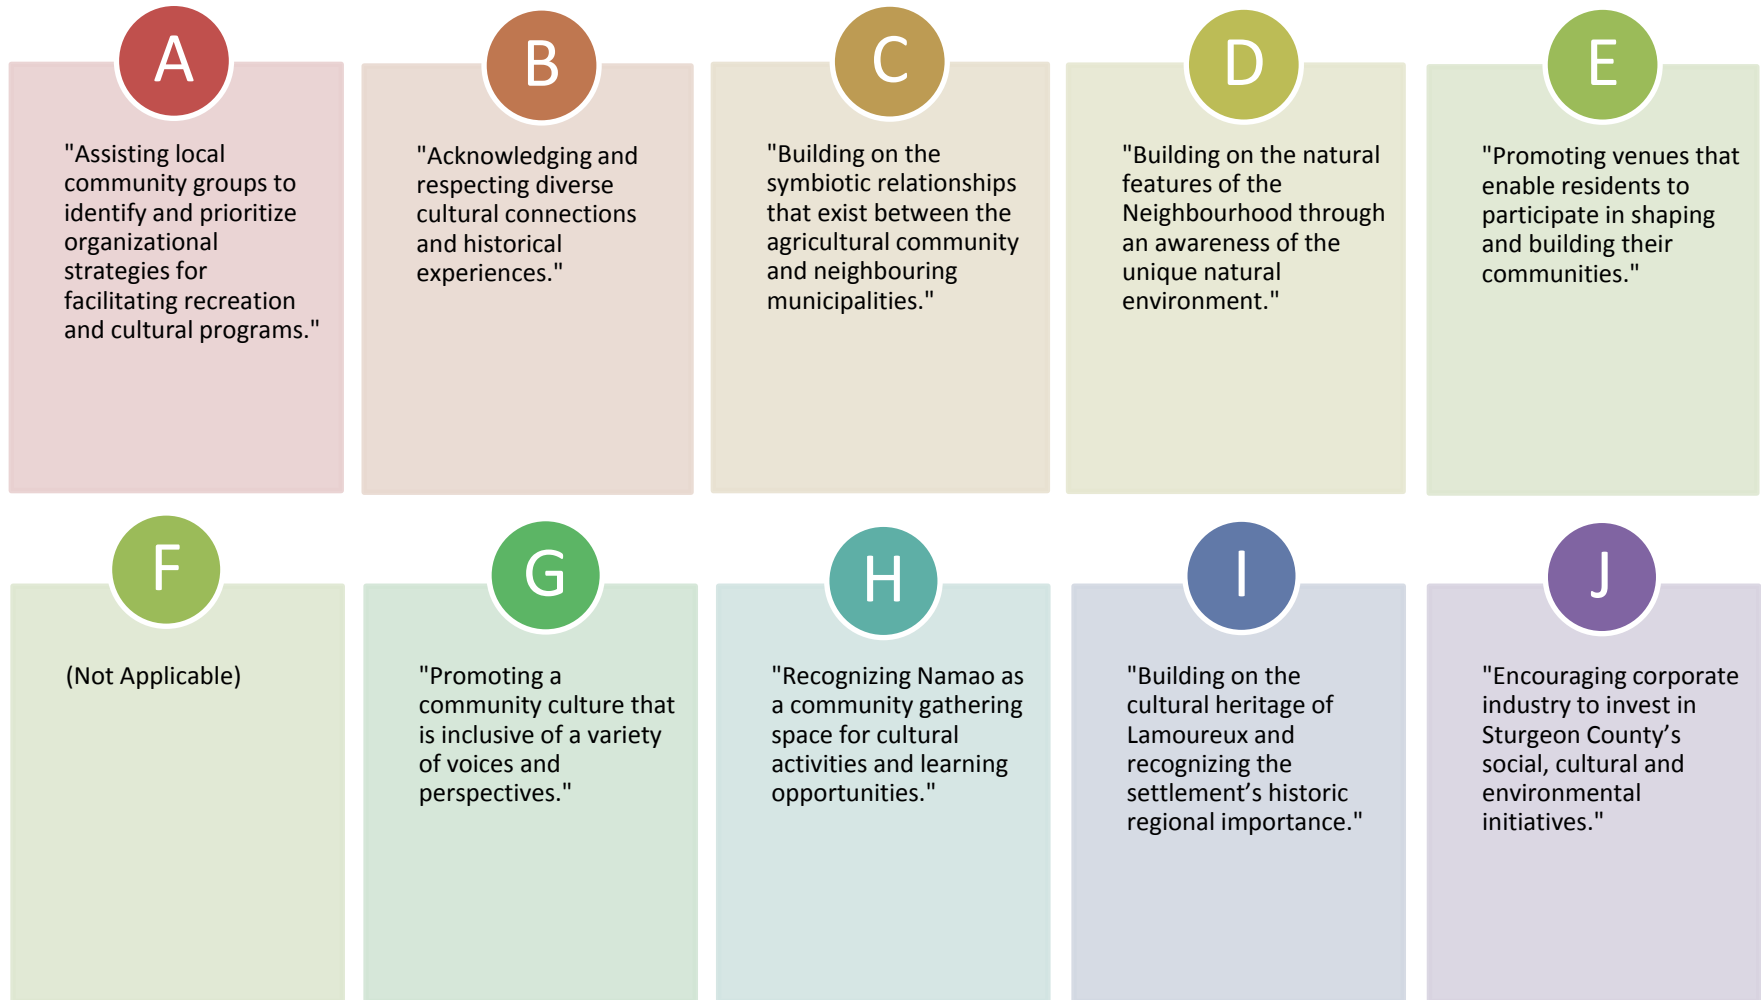 A
"Assisting local
community groups to
identify and prioritize
organizational
strategies for
facilitating recreation
and cultural programs."
B
"Acknowledging and
respecting diverse
cultural connections
and historical
experiences."
C
"Building on the
symbiotic relationships
that exist between the
agricultural community
and neighbouring
municipalities."
D
"Building on the natural
features of the
Neighbourhood through
an awareness of the
unique natural
environment."
E
"Promoting venues that
enable residents to
participate in shaping
and building their
communities."
F
(Not Applicable)
G
"Promoting a
community culture that
is inclusive of a variety
of voices and
perspectives."
H
"Recognizing Namao as
a community gathering
space for cultural
activities and learning
opportunities."
I
"Building on the
cultural heritage of
Lamoureux and
recognizing the
settlement’s historic
regional importance."
J
"Encouraging corporate
industry to invest in
Sturgeon County’s
social, cultural and
environmental
initiatives."